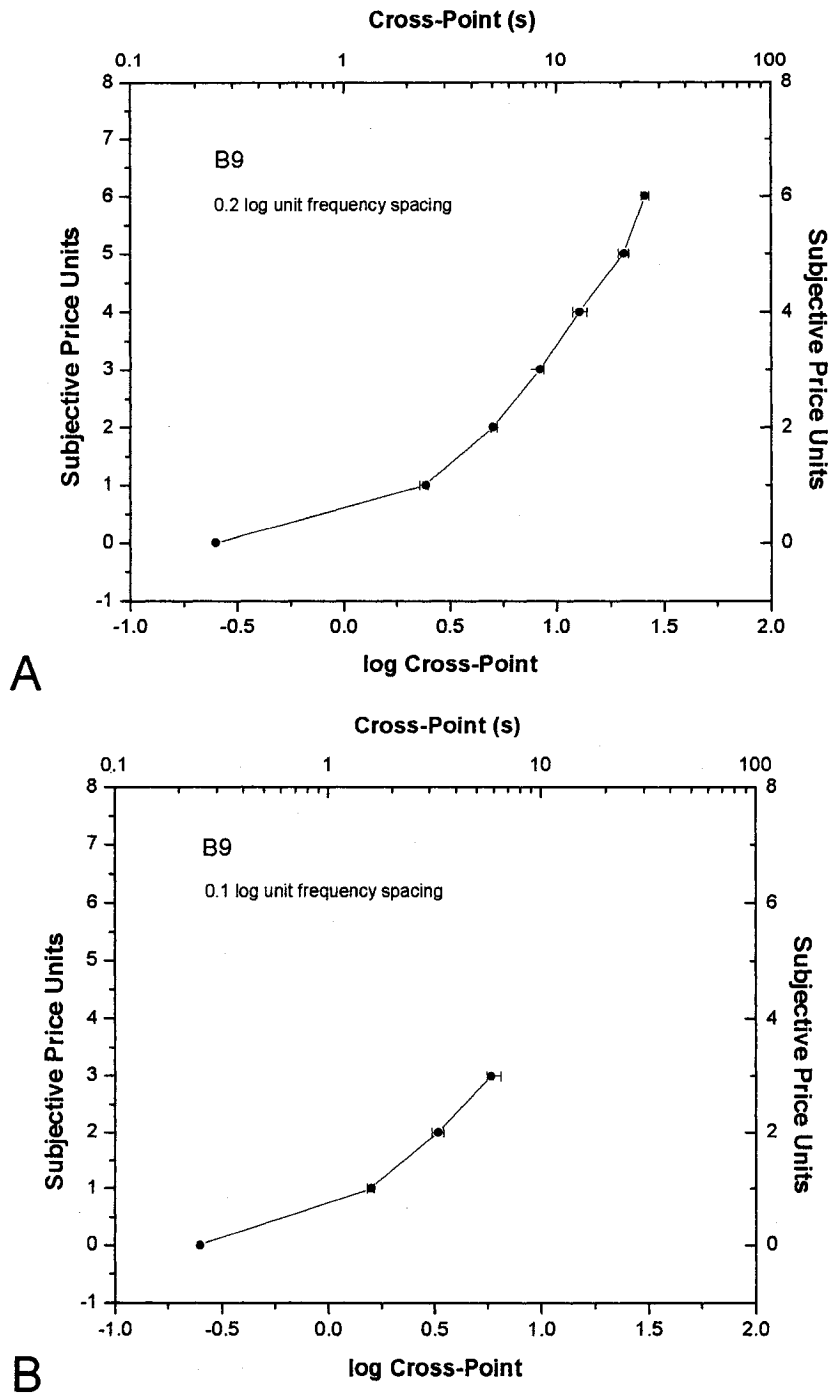 Cross-Point (s)
0.1 1 10 100
8 8
7
B9
6 6
0.2 log unit frequency spacing
5
4 4
3
2 2
1
0 0
-1
Subjective Price Units
Subjective Price Units
-1.0 -0.5 0.0 0.5 1.0 1.5 2.0
log Cross-Point
A
Cross-Point (s)
0.1 1 10 100
8 8
7
B9
6 6
0.1 log unit frequency spacing
5
4 4
3
2 2
1
0 0
-1
Subjective Price Units
Subjective Price Units
-1.0 -0.5 0.0 0.5 1.0 1.5 2.0
log Cross-Point
B